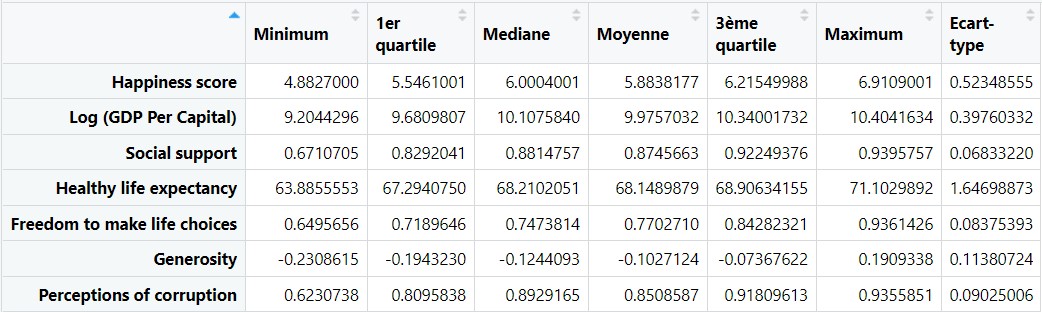 Minimum 1er quartile Mediane Moyenne 3ème quartile Maximum Ecart-type
Happiness score 4.8827000 5.5461001 6.0004001 5.8838177 6.21549988 6.9109001 0.52348555
Log (GDP Per Capital) 9.2044296 9.6809807 10.1075840 9.9757032 10.34001732 10.4041634 0.39760332
Social support 0.6710705 0.8292041 0.8814757 0.8745663 0.92249376 0.9395757 0.06833220
Healthy life expectancy 63.8855553 67.2940750 68.2102051 68.1489879 68.90634155 71.1029892 1.64698873
Freedom to make life choices 0.6495656 0.7189646 0.7473814 0.7702710 0.84282321 0.9361426 0.08375393
Generosity -0.2308615 -0.1943230 -0.1244093 -0.1027124 -0.07367622 0.1909338 0.11380724
Perceptions of corruption 0.6230738 0.8095838 0.8929165 0.8508587 0.91809613 0.9355851 0.09025006